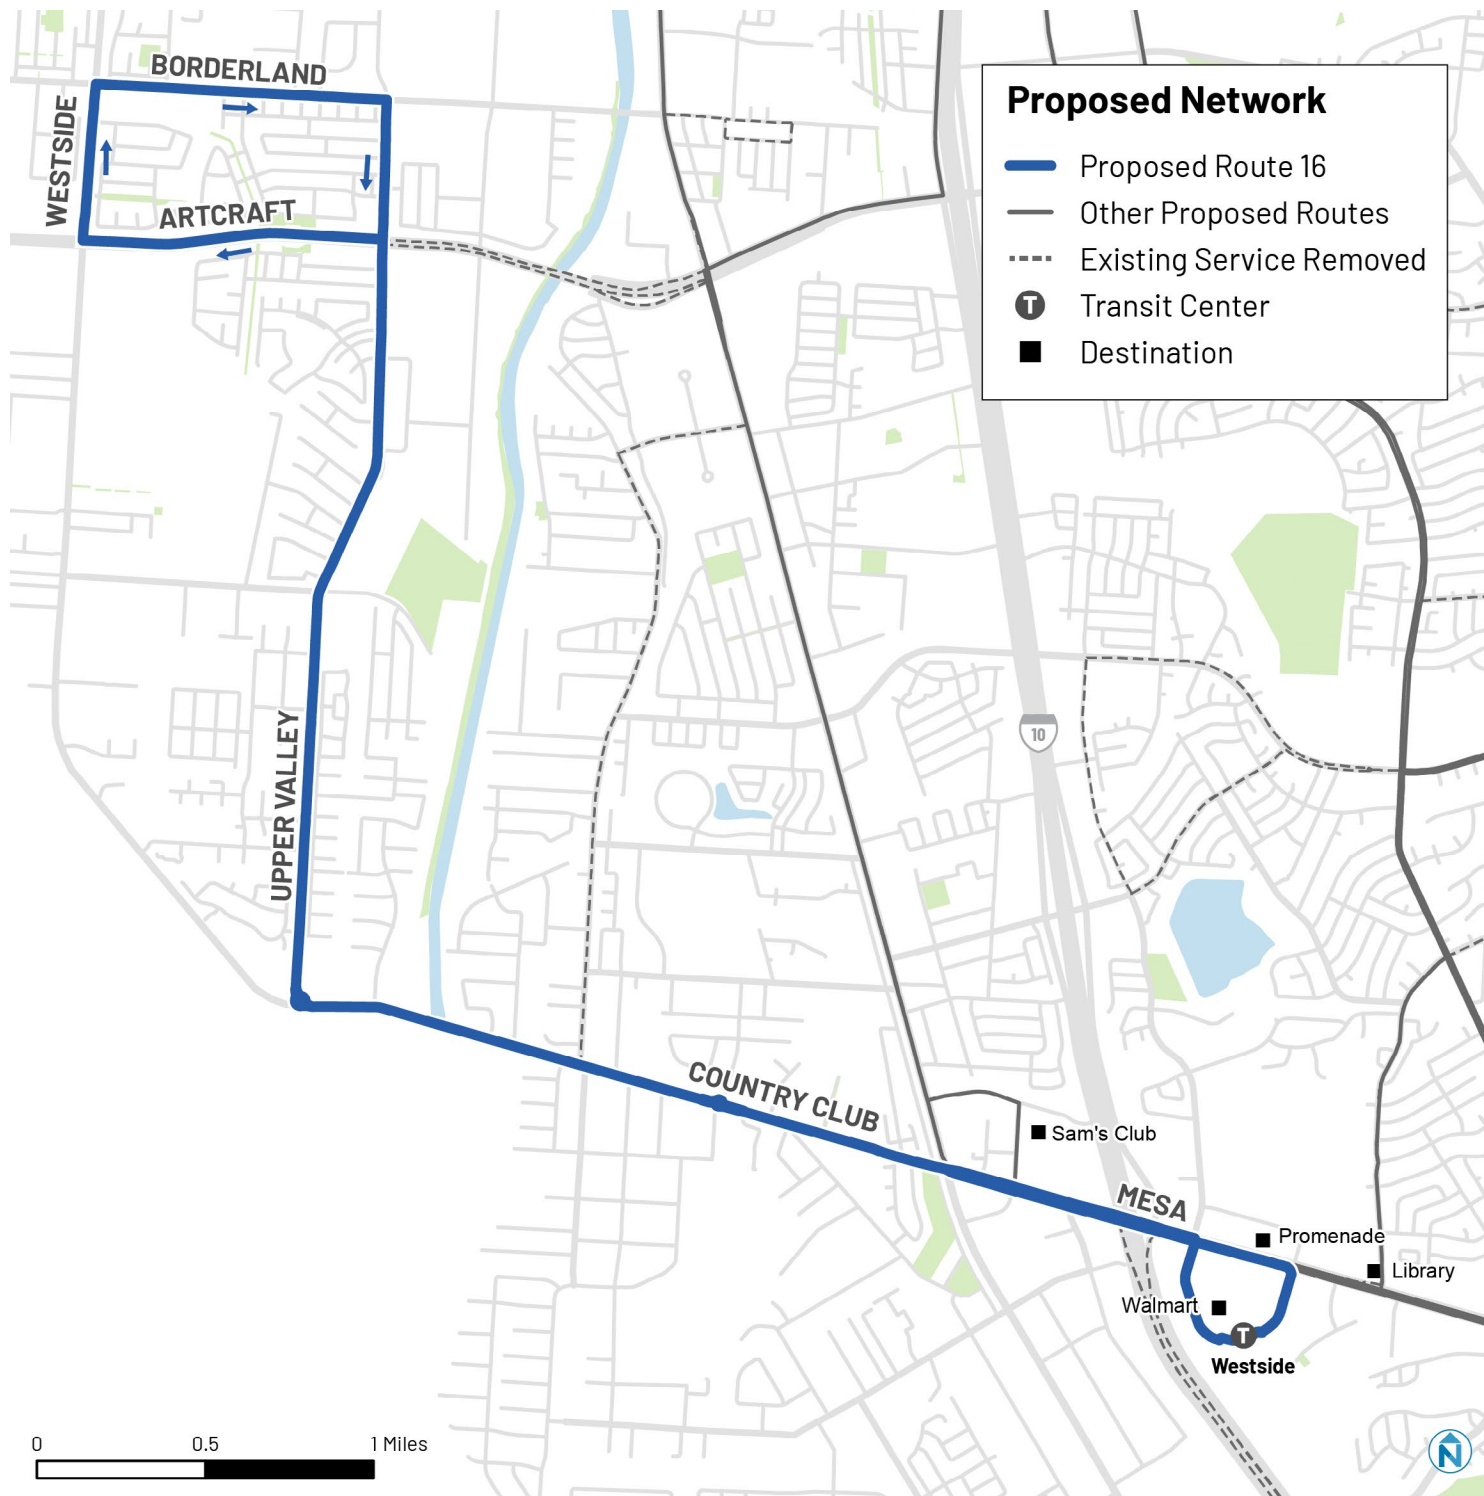 BORDERLAND
WESTSIDE
ARTCRAFT
Proposed Network
Proposed Route 16
Other Proposed Routes
Existing Service Removed
T Transit Center
Destination
10
UPPER VALLEY
COUNTRY CLUB
Sam's Club
MESA
Promenade
Library
Walmart
T
Westside
0 0.5 1 Miles
N